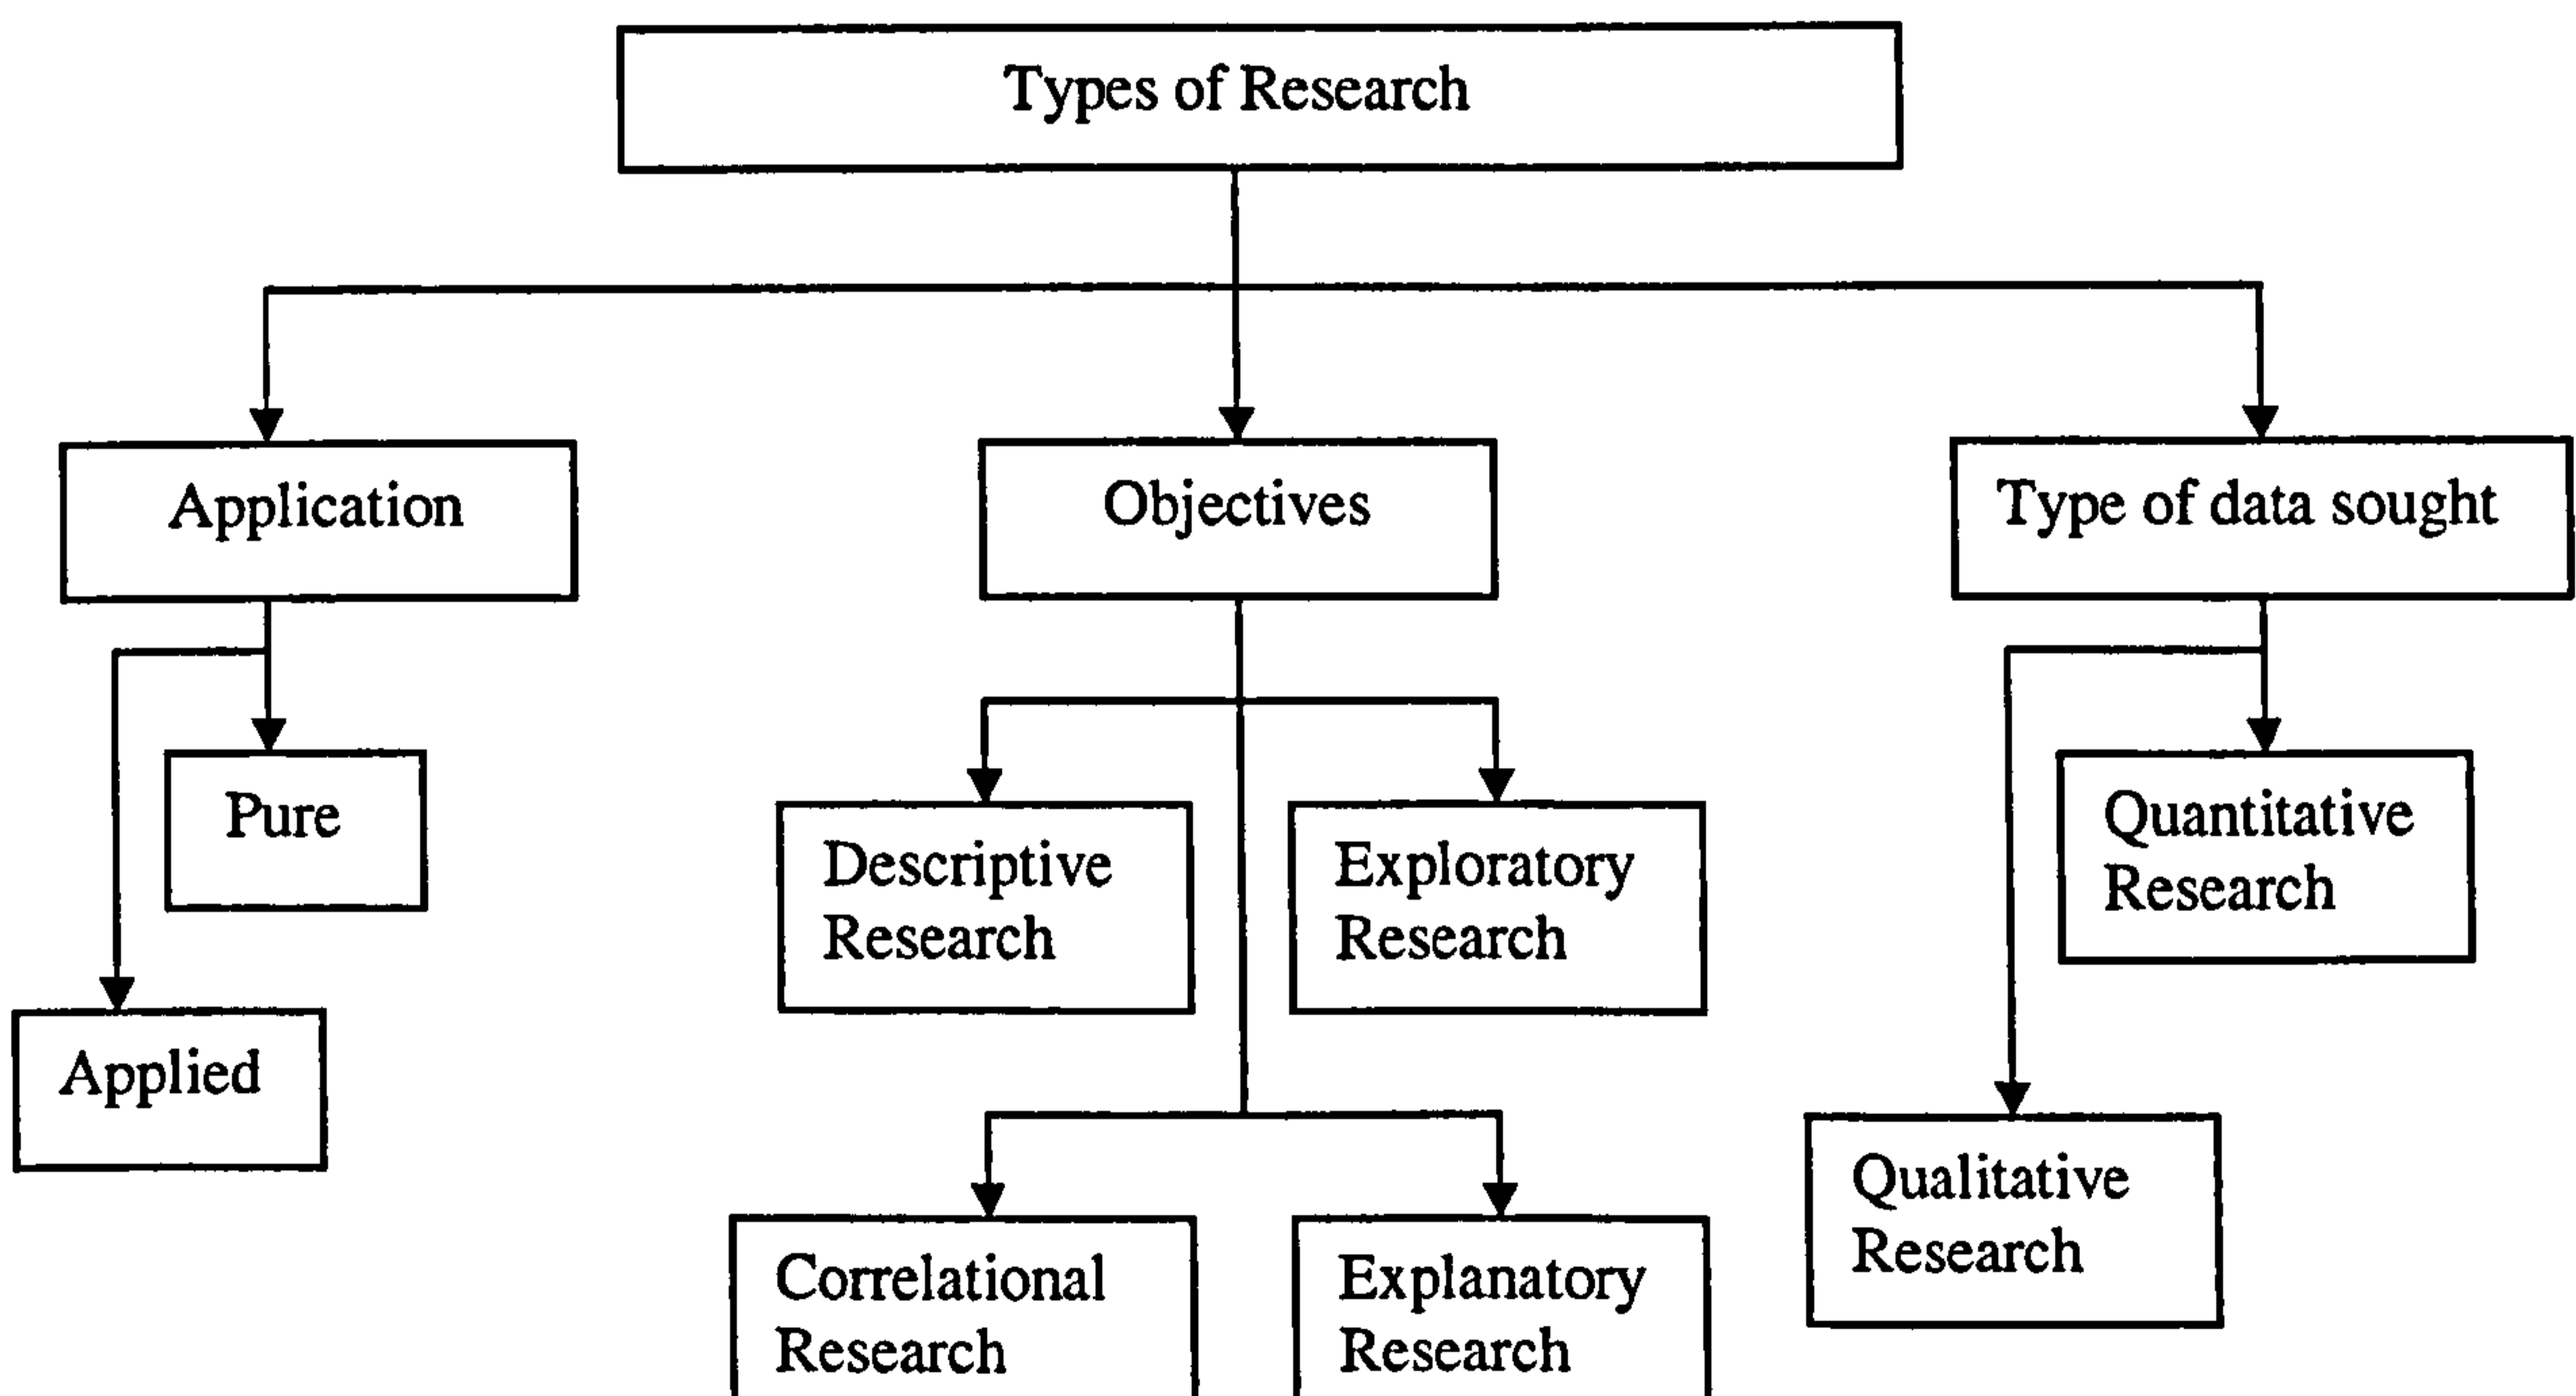 Types of Research
Application
Objectives
Type of data sought
Pure
Applied
Descriptive
Research
Exploratory
Research
Correlational
Research
Explanatory
Research
Quantitative
Research
Qualitative
Research